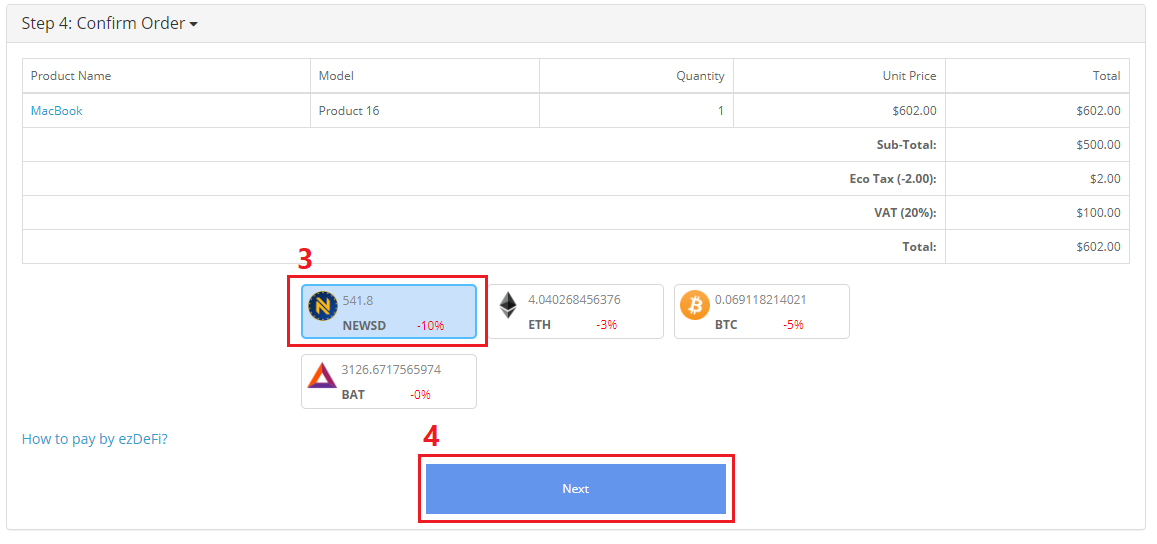 Step 4: Confirm Order
Product Name Model Quantity Unit Price Total
MacBook Product 16 1 $602.00 $602.00
Sub-Total: $500.00
Eco Tax (-2.00): $2.00
VAT (20%): $100.00
Total: $602.00
3
541.8 4.040268456376 0.069118214021
NEWSD -10% ETH -3% BTC -5%
3126.6717565974
BAT -0%
How to pay by ezDeFi?
4
Next